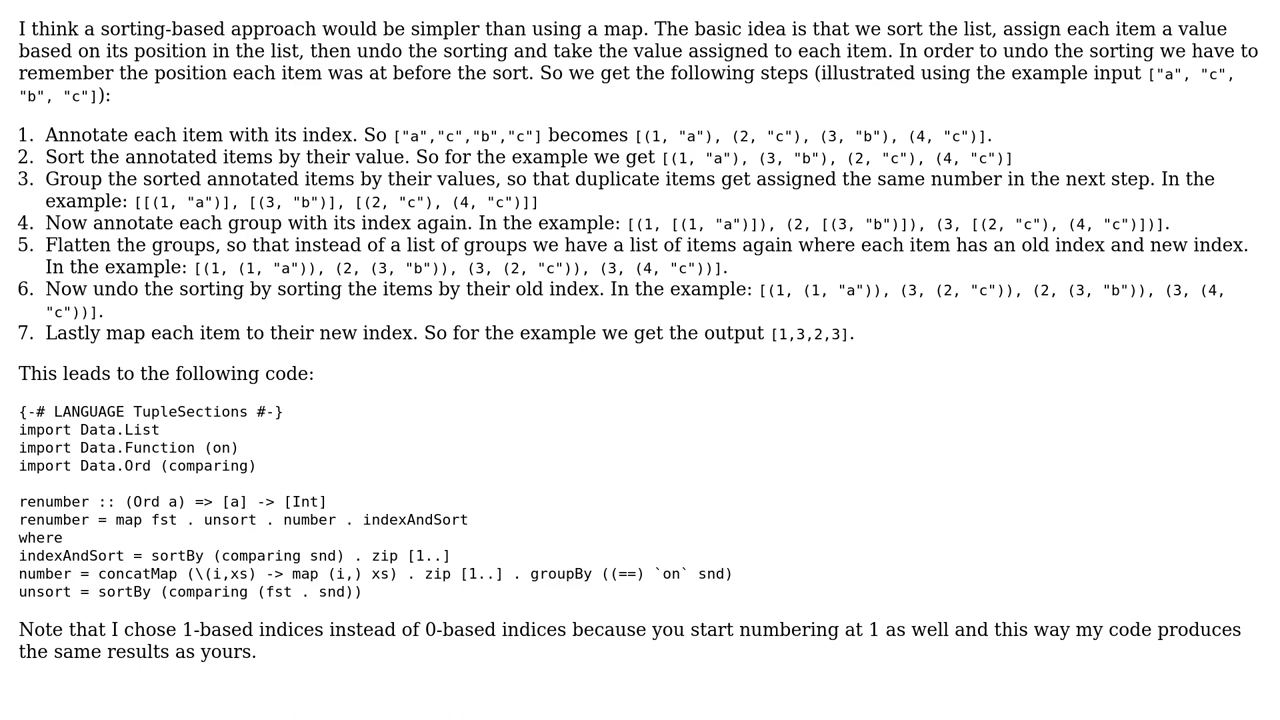 I think a sorting-based approach would be simpler than using a map. The basic idea is that we sort the list, assign each item a value
based on its position in the list, then undo the sorting and take the value assigned to each item. In order to undo the sorting we have to
remember the position each item was at before the sort. So we get the following steps (illustrated using the example input ["a", "c",
"b", "c"]):
1. Annotate each item with its index. So ["a","c","b","c"] becomes [(1, "a"), (2, "c"), (3, "b"), (4, "c")].
2. Sort the annotated items by their value. So for the example we get [(1, "a"), (3, "b"), (2, "c"), (4, "c")]
3. Group the sorted annotated items by their values, so that duplicate items get assigned the same number in the next step. In the
example: [[(1, "a")], [(3, "b")], [(2, "c"), (4, "c")]]
4. Now annotate each group with its index again. In the example: [(1, [(1, "a")]), (2, [(3, "b")]), (3, [(2, "c"), (4, "c")])].
5. Flatten the groups, so that instead of a list of groups we have a list of items again where each item has an old index and new index.
In the example: [(1, (1, "a")), (2, (3, "b")), (3, (2, "c")), (3, (4, "c"))].
6. Now undo the sorting by sorting the items by their old index. In the example: [(1, (1, "a")), (3, (2, "c")), (2, (3, "b")), (3, (4,
"c"))].
7. Lastly map each item to their new index. So for the example we get the output [1,3,2,3].
This leads to the following code:
{-# LANGUAGE TupleSections #-}
import Data.List
import Data.Function (on)
import Data.Ord (comparing)
renumber :: (Ord a) => [a] -> [Int]
renumber = map fst . unsort . number . indexAndSort
where
indexAndSort = sortBy (comparing snd) . zip [1..]
number = concatMap (\(i,xs) -> map (i,) xs) . zip [1..] . groupBy ((==) `on` snd)
unsort = sortBy (comparing (fst . snd))
Note that I chose 1-based indices instead of 0-based indices because you start numbering at 1 as well and this way my code produces
the same results as yours.